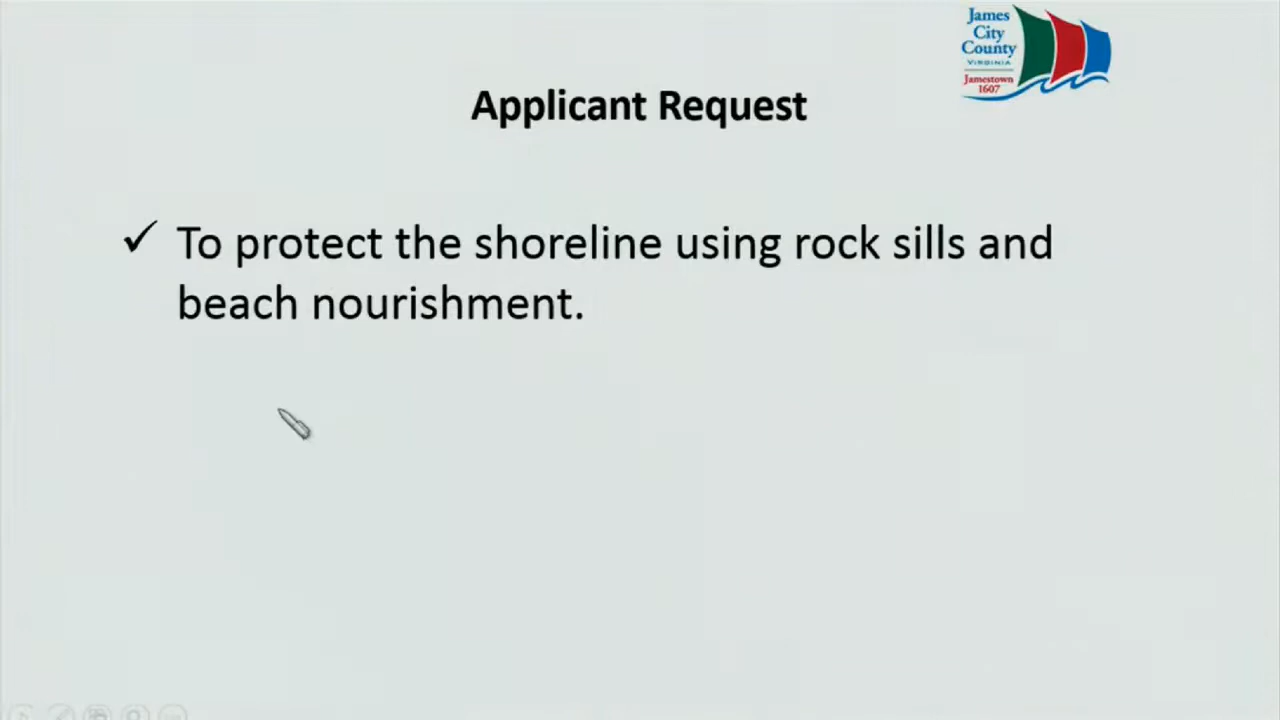 James
City
County
VIRGINIA
Jamestown
1607
Applicant Request
✓ To protect the shoreline using rock sills and
beach nourishment.